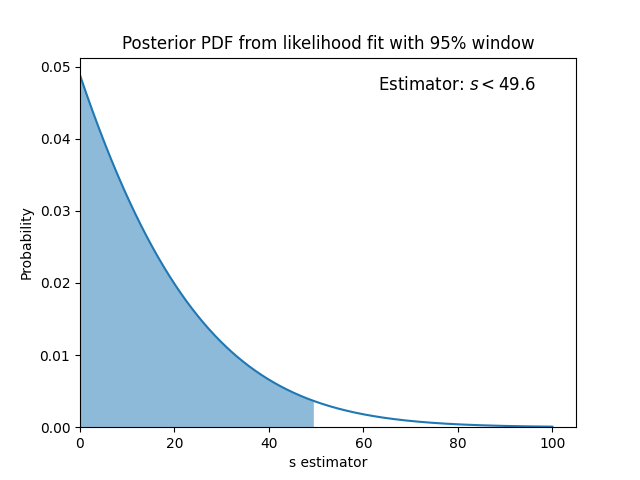 Posterior PDF from likelihood fit with 95% window
Estimator: s < 49.6
0.05
0.04
0.03
0.02
0.01
0.00
Probability
0 20 40 60 80 100
s estimator